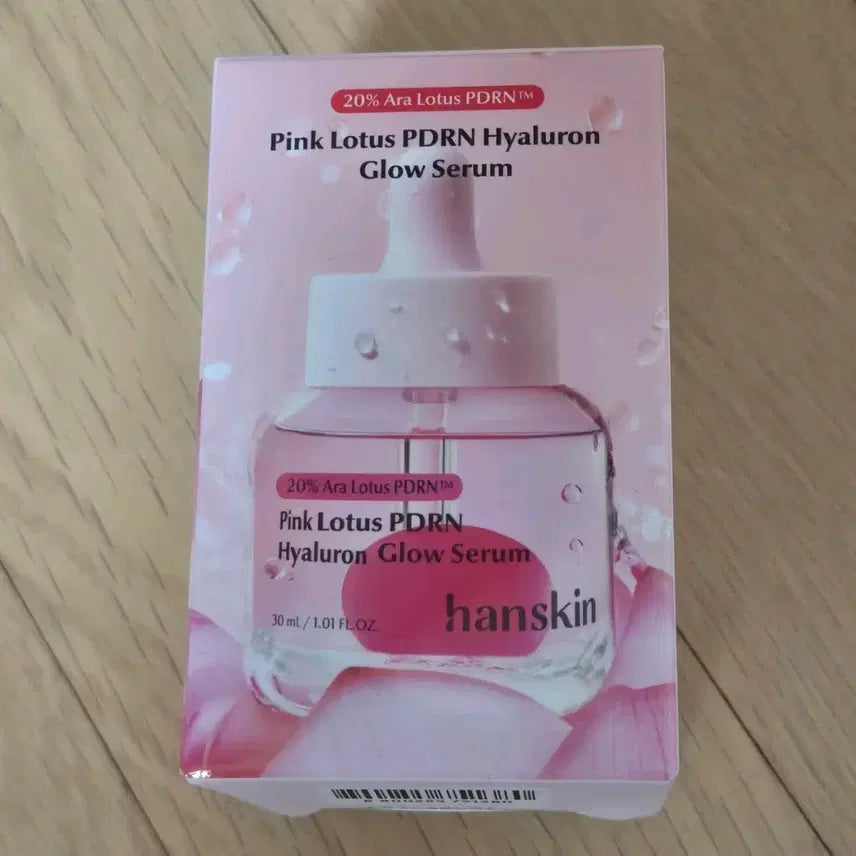 20% Ara Lotus PDRN™
Pink Lotus PDRN Hyaluron
Glow Serum
20% Ara Lotus PDRN™
Pink Lotus PDRN
Hyaluron Glow Serum
hanskin
30 mL / 1.01 FL.OZ.